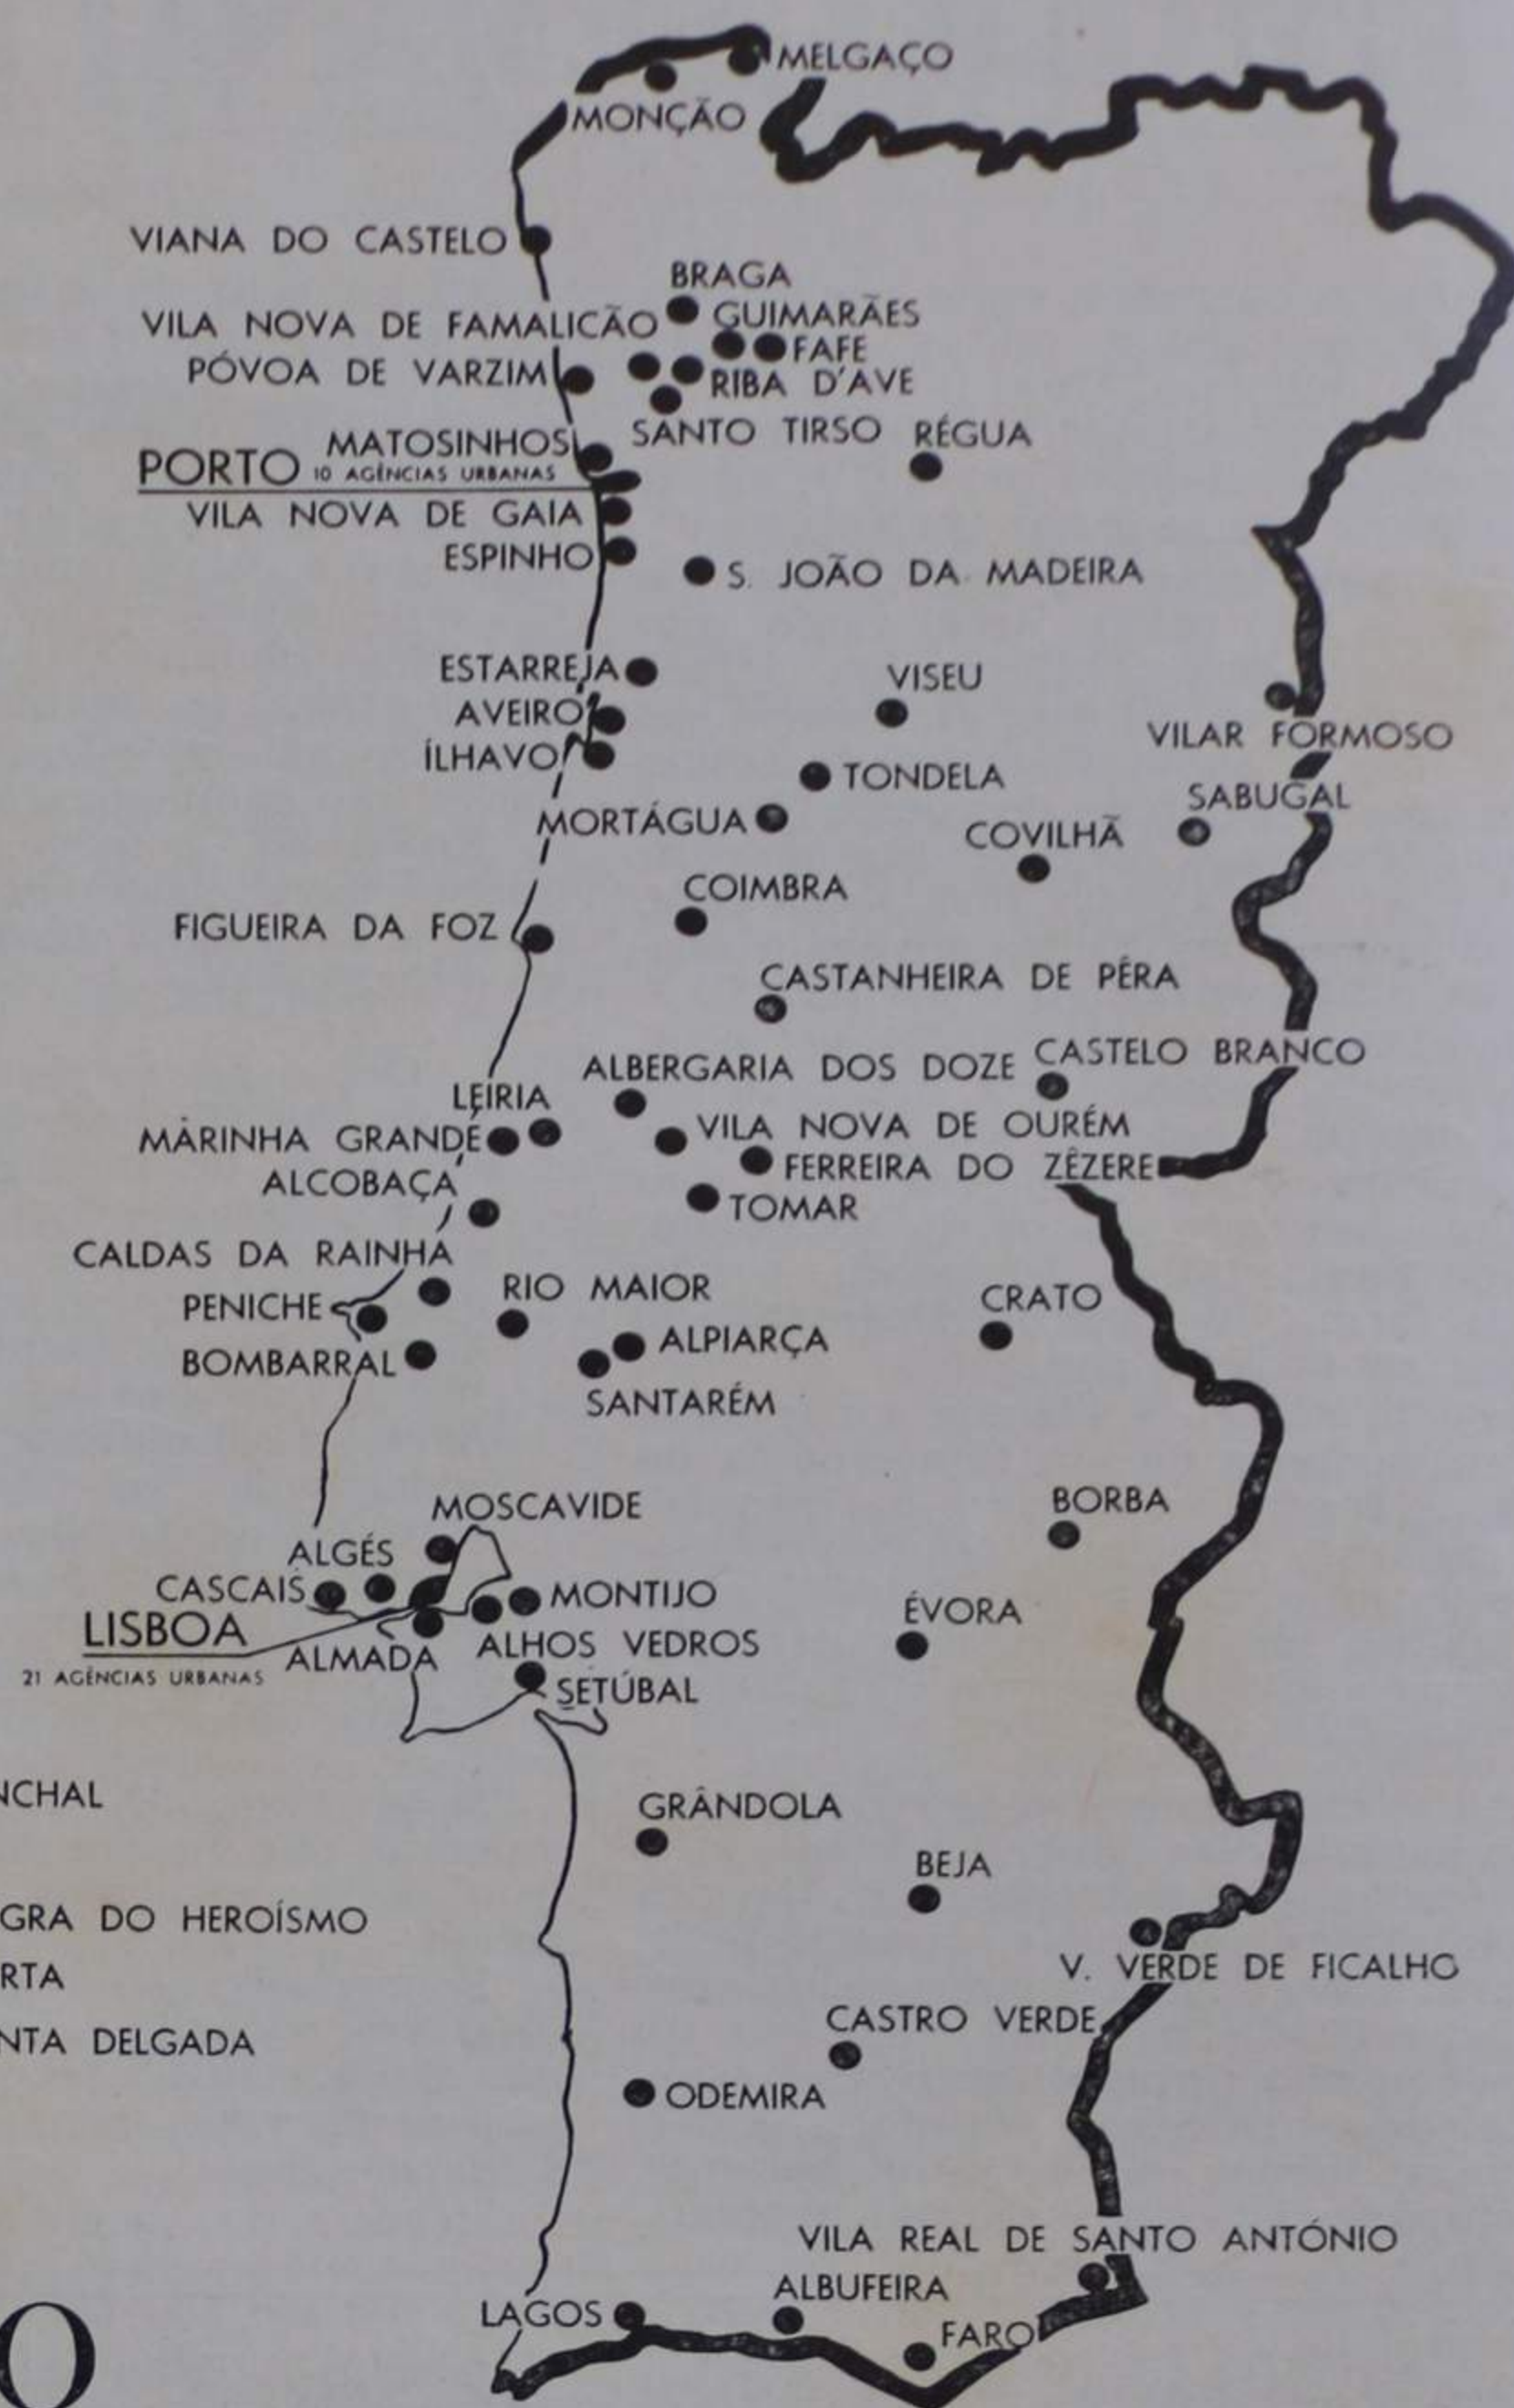 MELGAÇO
MONÇÃO
VIANA DO CASTELO
BRAGA
GUIMARÃES
VILA NOVA DE FAMALICÃO
FAFE
PÓVOA DE VARZIM
RIBA D'AVE
SANTO TIRSO
RÉGUA
MATOSINHOS
PORTO 10 AGÊNCIAS URBANAS
VILA NOVA DE GAIA
ESPINHO
S. JOÃO DA MADEIRA
ESTARREJA
VISEU
AVEIRO
VILAR FORMOSO
ÍLHAVO
TONDELA
SABUGAL
MORTÁGUA
COVILHÃ
COIMBRA
FIGUEIRA DA FOZ
CASTANHEIRA DE PÊRA
CASTELO BRANCO
ALBERGARIA DOS DOZE
LEIRIA
VILA NOVA DE OURÉM
MARINHA GRANDE
FERREIRA DO ZÊZERE
ALCOBAÇA
TOMAR
CALDAS DA RAINHA
RIO MAIOR
CRATO
PENICHE
ALPIARÇA
BOMBARRAL
SANTARÉM
BORBA
MOSCAVIDE
ALGÉS
CASCAIS
MONTIJO
ÉVORA
LISBOA
21 AGÊNCIAS URBANAS
ALMADA
ALHOS VEDROS
SETÚBAL
NCHAL
GRÂNDOLA
BEJA
GRA DO HEROÍSMO
V. VERDE DE FICALHO
RTA
CASTRO VERDE
NTA DELGADA
ODEMIRA
VILA REAL DE SANTO ANTÓNIO
ALBUFEIRA
LAGOS
FARO
O